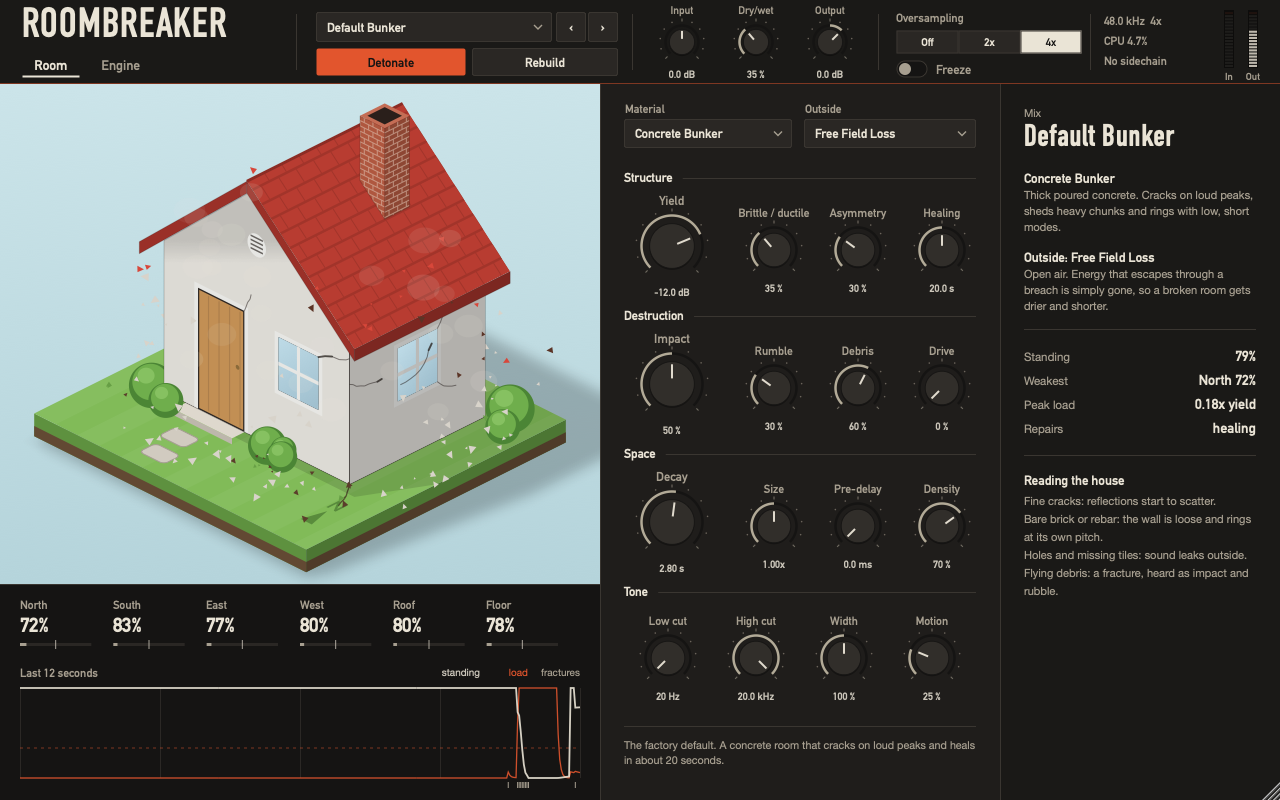 ROOMBREAKER
Room
Engine
Default Bunker
‹
›
Detonate
Rebuild
Input
0.0 dB
Dry/wet
35 %
Output
0.0 dB
Oversampling
Off
2x
4x
Freeze
48.0 kHz 4x
CPU 4.7%
No sidechain
In
Out
North
72%
South
83%
East
77%
West
80%
Roof
80%
Floor
78%
Last 12 seconds
standing
load
fractures
Material
Concrete Bunker
Outside
Free Field Loss
Structure
Yield
-12.0 dB
Brittle / ductile
35 %
Asymmetry
30 %
Healing
20.0 s
Destruction
Impact
50 %
Rumble
30 %
Debris
60 %
Drive
0 %
Space
Decay
2.80 s
Size
1.00x
Pre-delay
0.0 ms
Density
70 %
Tone
Low cut
20 Hz
High cut
20.0 kHz
Width
100 %
Motion
25 %
The factory default. A concrete room that cracks on loud peaks and heals
in about 20 seconds.
Mix
Default Bunker
Concrete Bunker
Thick poured concrete. Cracks on loud peaks,
sheds heavy chunks and rings with low, short
modes.
Outside: Free Field Loss
Open air. Energy that escapes through a
breach is simply gone, so a broken room gets
drier and shorter.
Standing
79%
Weakest
North 72%
Peak load
0.18x yield
Repairs
healing
Reading the house
Fine cracks: reflections start to scatter.
Bare brick or rebar: the wall is loose and rings
at its own pitch.
Holes and missing tiles: sound leaks outside.
Flying debris: a fracture, heard as impact and
rubble.